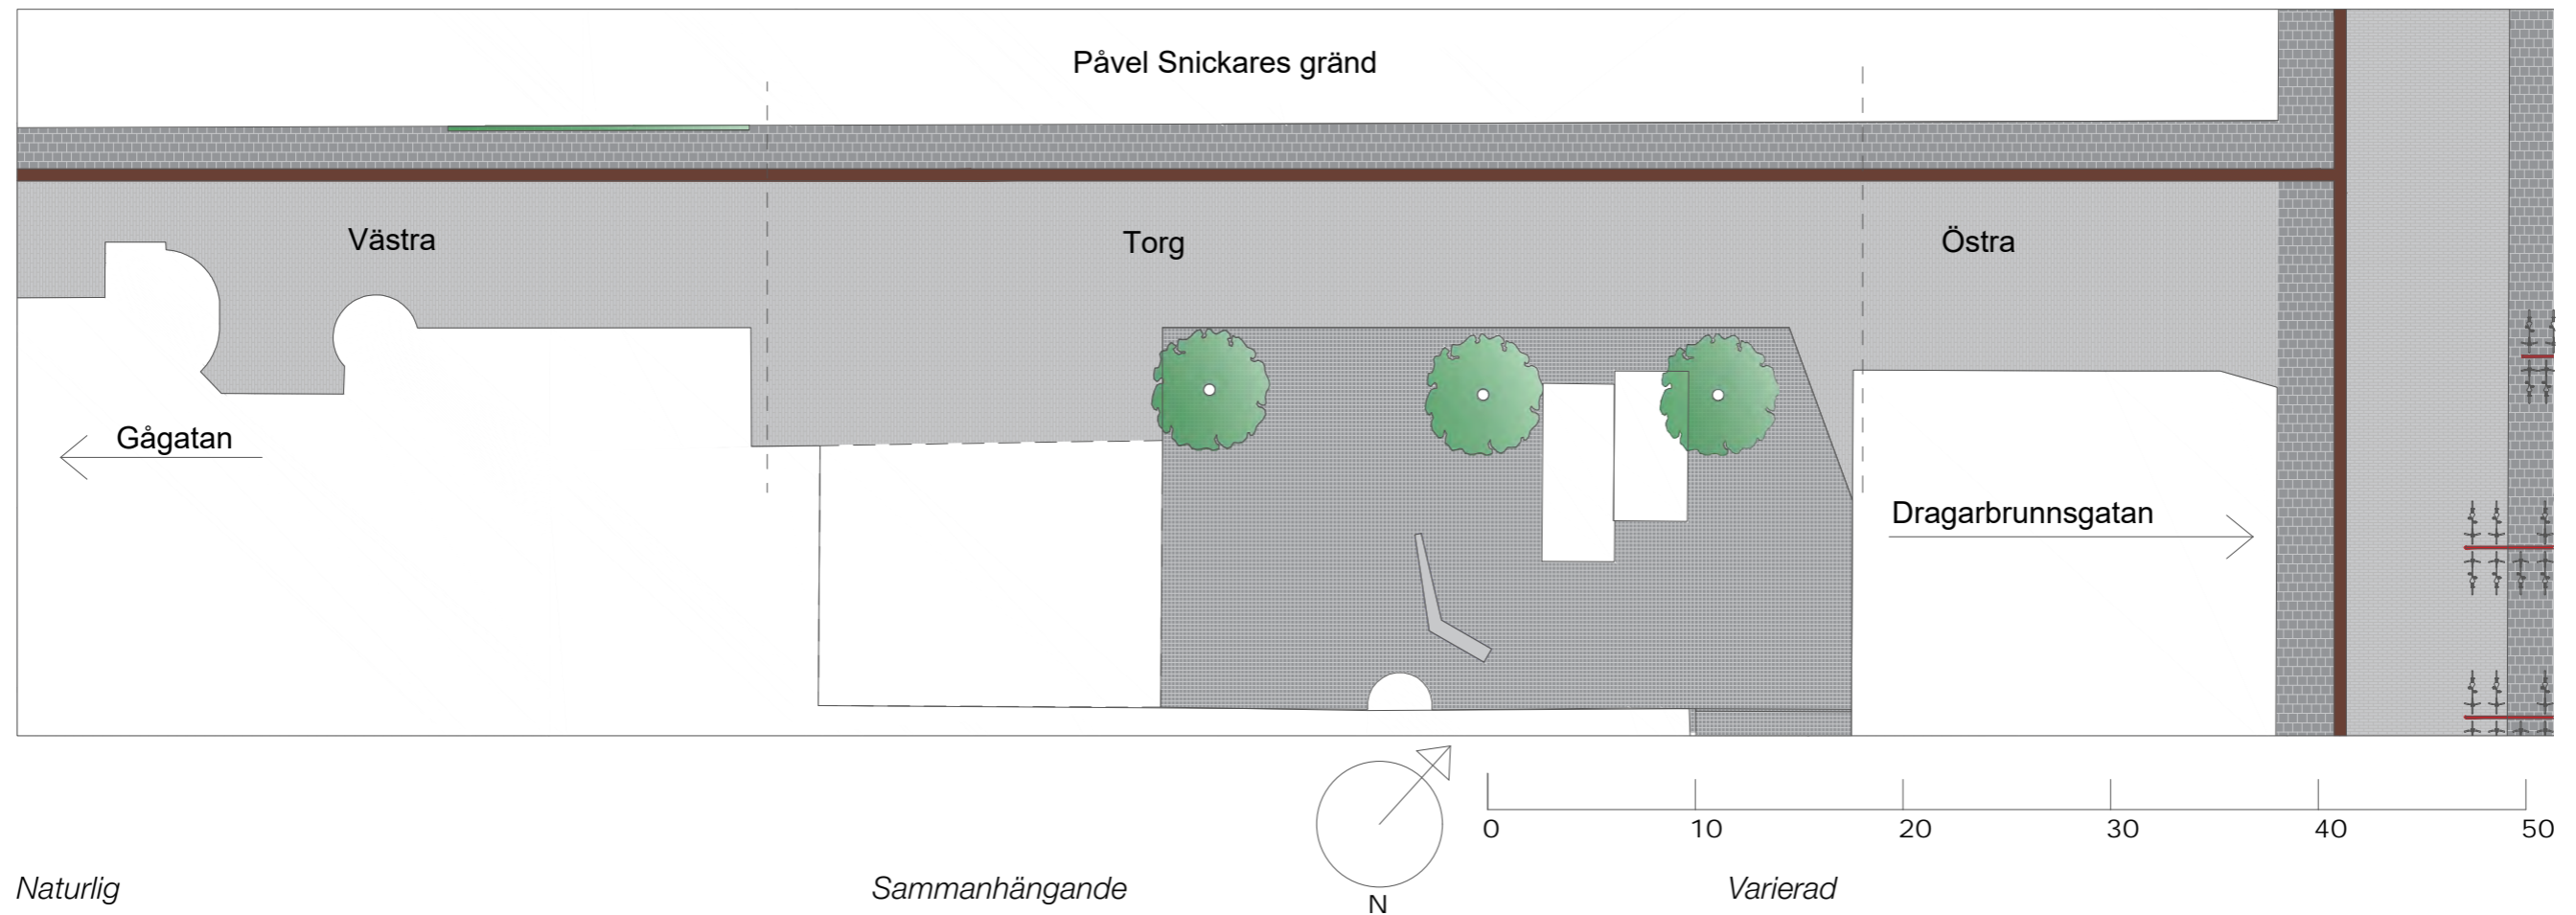 Påvel Snickares gränd
Västra
Torg
Östra
Gågatan
Dragarbrunnsgatan
0 10 20 30 40 50
N
Naturlig
Sammanhängande
Varierad